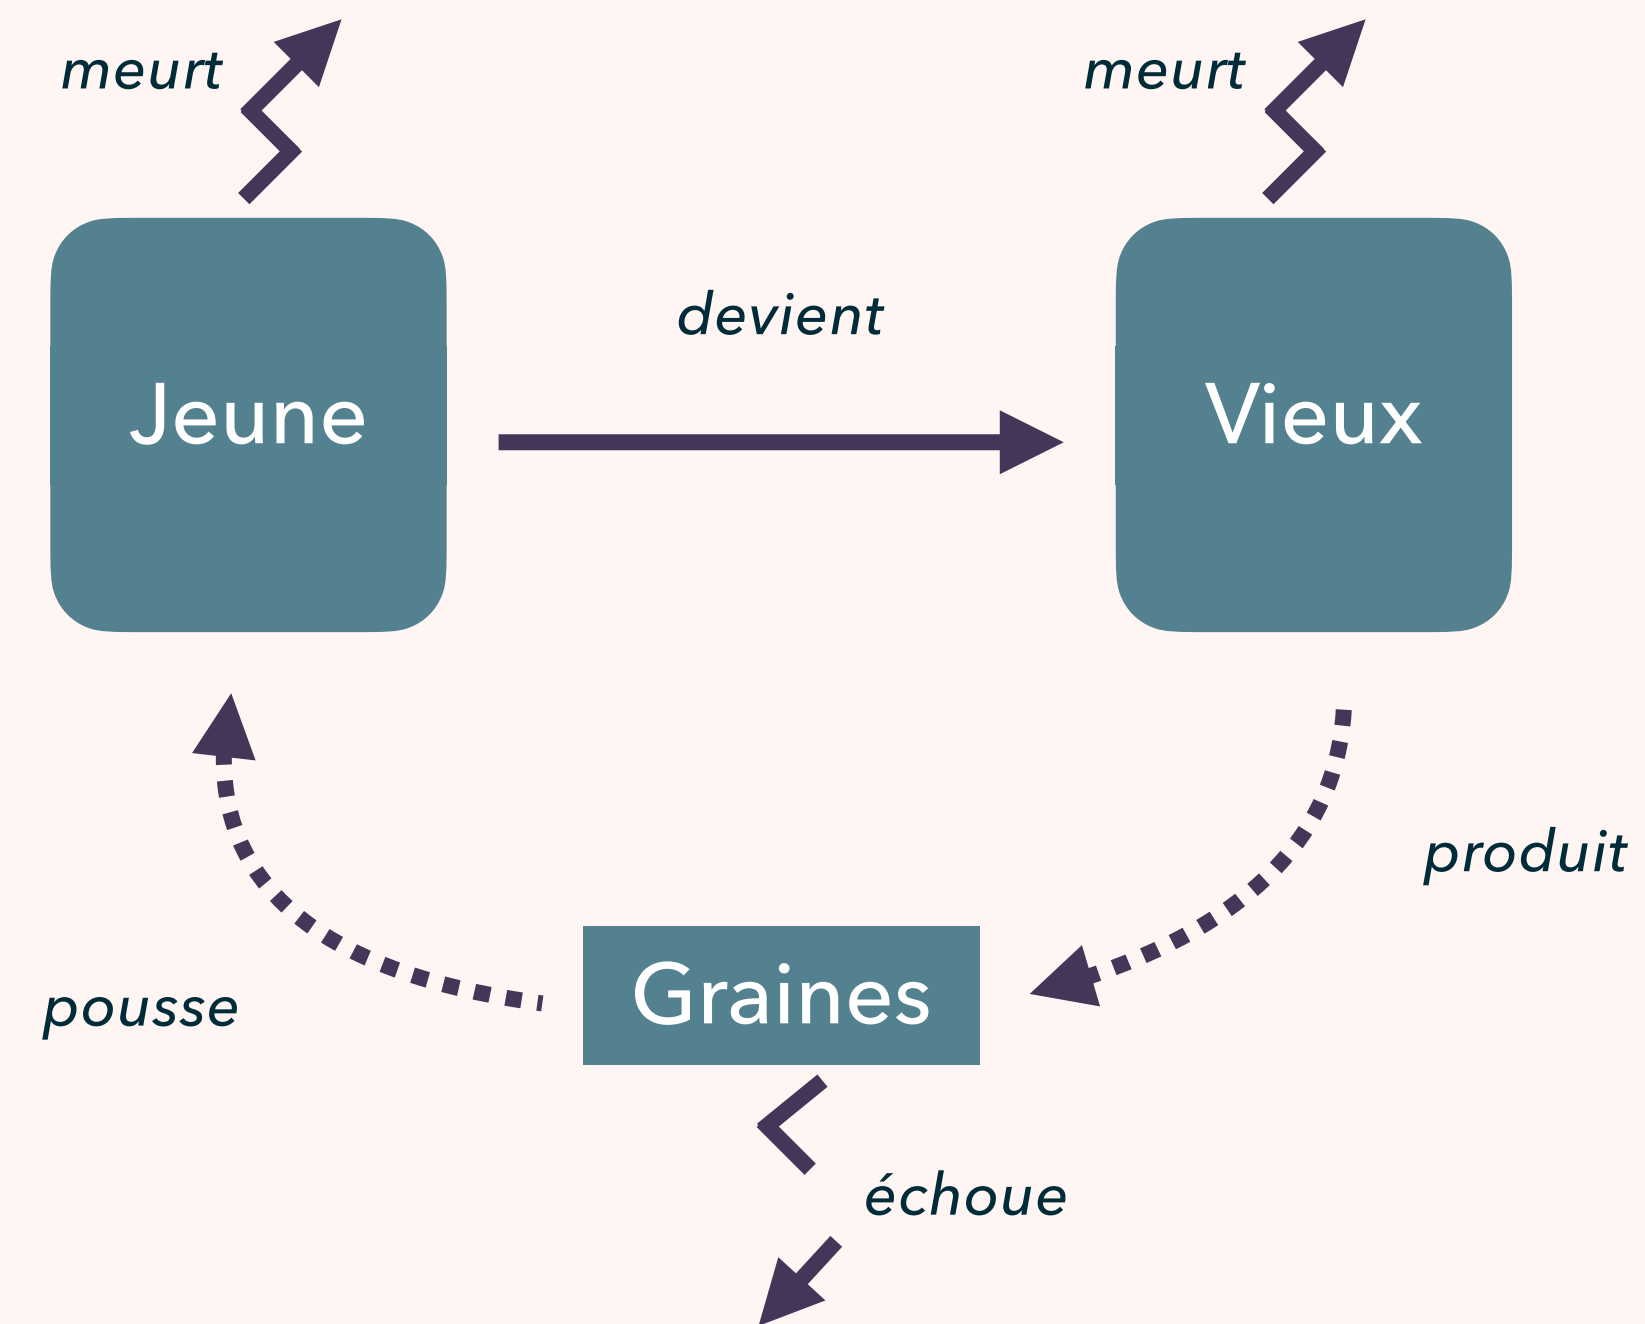 meurt
meurt
devient
Jeune
Vieux
produit
Graines
pousse
échoue